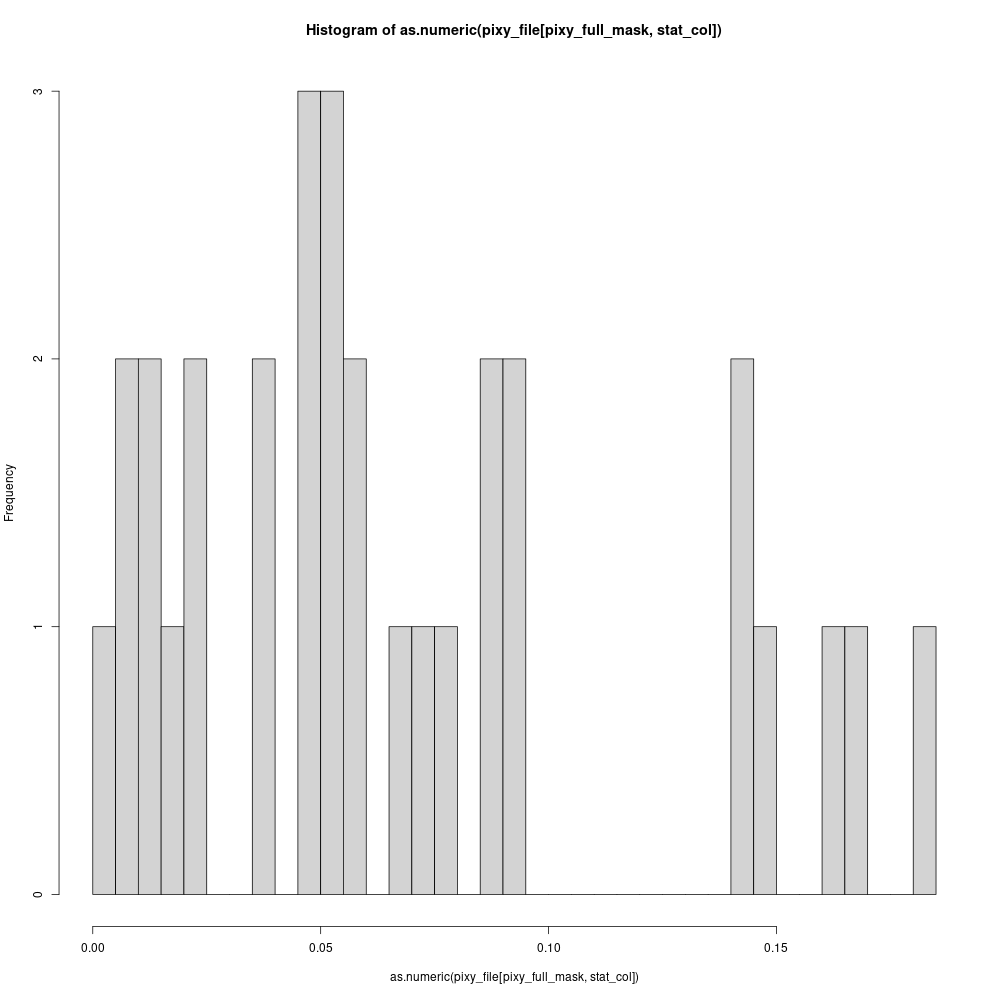 Histogram of as.numeric(pixy_file[pixy_full_mask, stat_col])
3
2
1
0
Frequency
0.00 0.05 0.10 0.15
as.numeric(pixy_file[pixy_full_mask, stat_col])